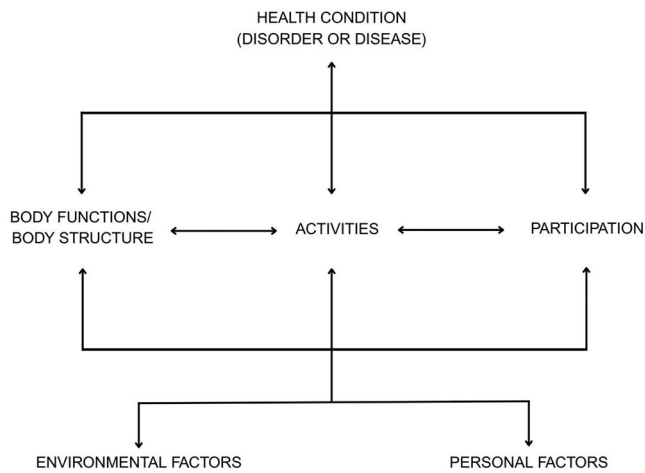 HEALTH CONDITION
(DISORDER OR DISEASE)
BODY FUNCTIONS/
BODY STRUCTURE
ACTIVITIES
PARTICIPATION
ENVIRONMENTAL FACTORS
PERSONAL FACTORS